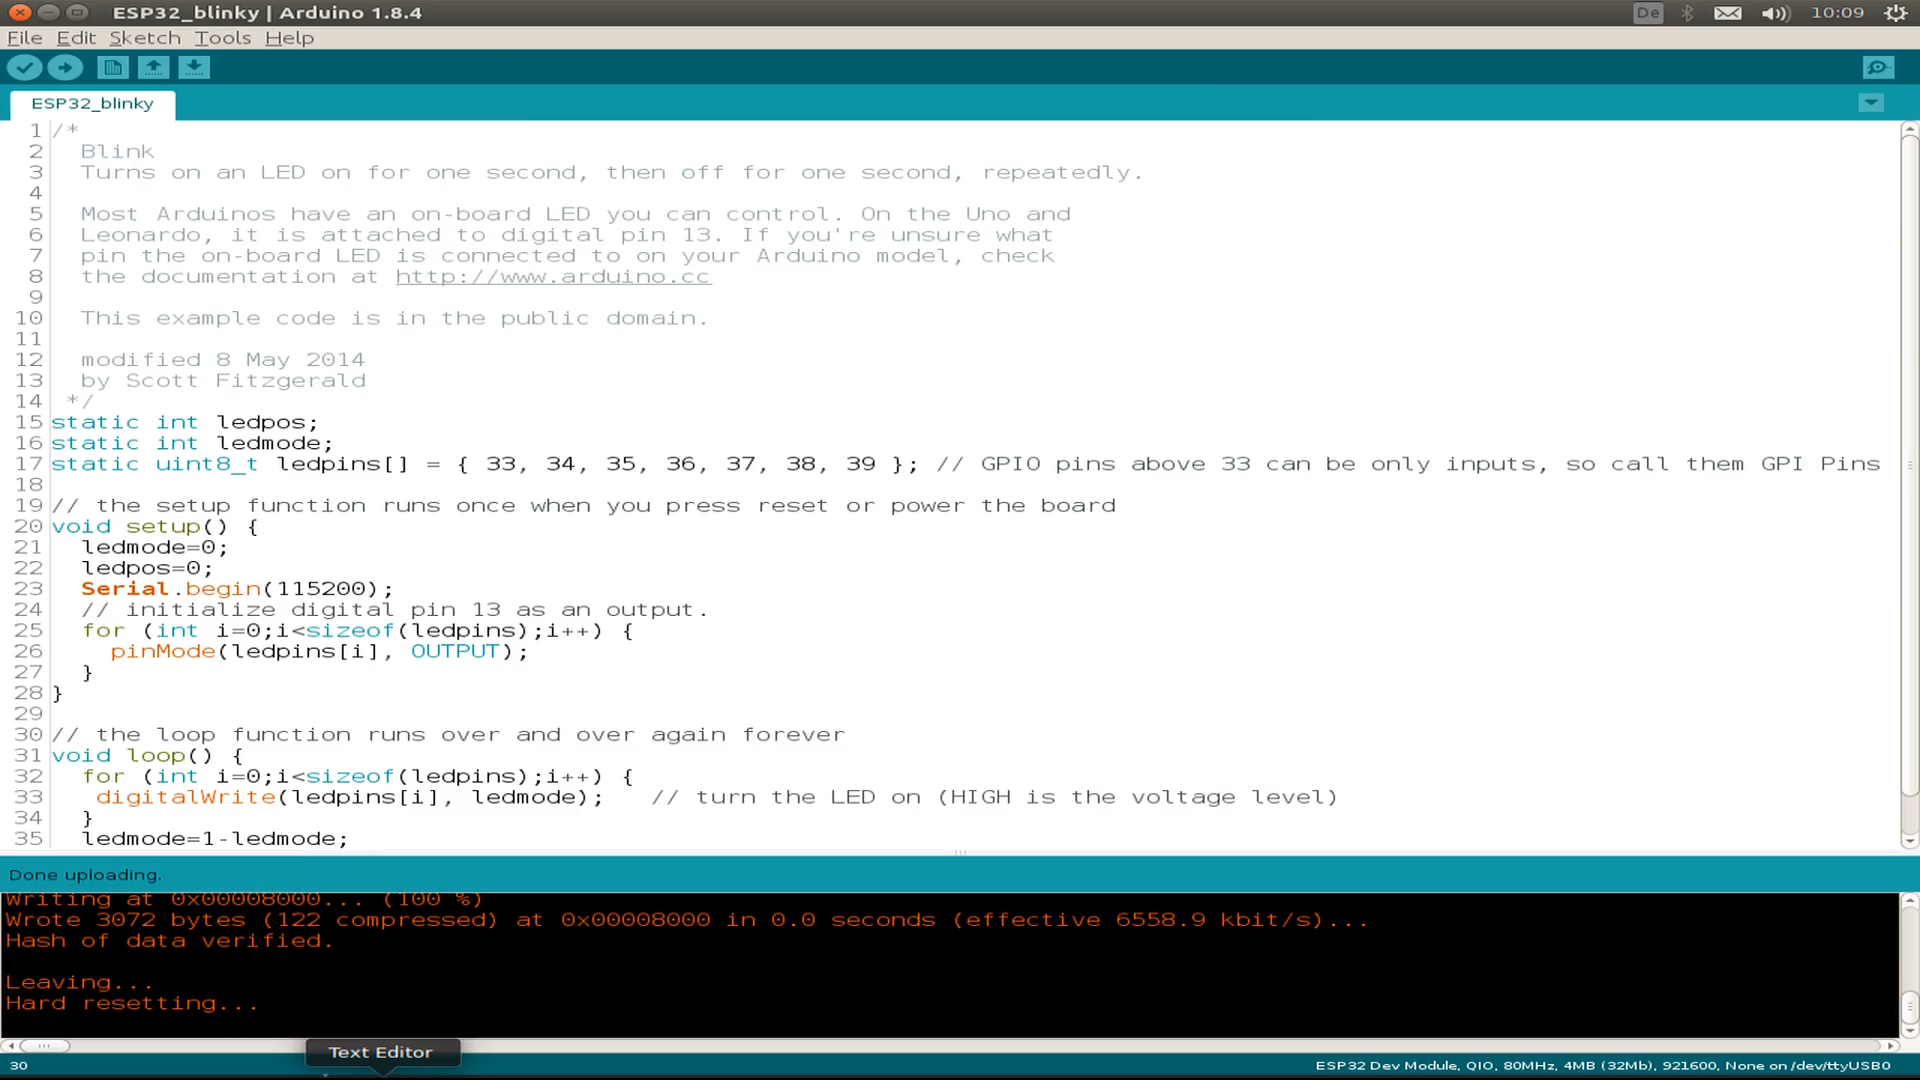 ESP32_blinky | Arduino 1.8.4
De
10:09
File Edit Sketch Tools Help
ESP32_blinky
1 /*
2 Blink
3 Turns on an LED on for one second, then off for one second, repeatedly.
4
5 Most Arduinos have an on-board LED you can control. On the Uno and
6 Leonardo, it is attached to digital pin 13. If you're unsure what
7 pin the on-board LED is connected to on your Arduino model, check
8 the documentation at http://www.arduino.cc
9
10 This example code is in the public domain.
11
12 modified 8 May 2014
13 by Scott Fitzgerald
14 */
15 static int ledpos;
16 static int ledmode;
17 static uint8_t ledpins[] = { 33, 34, 35, 36, 37, 38, 39 }; // GPIO pins above 33 can be only inputs, so call them GPI Pins
18
19 // the setup function runs once when you press reset or power the board
20 void setup() {
21 ledmode=0;
22 ledpos=0;
23 Serial.begin(115200);
24 // initialize digital pin 13 as an output.
25 for (int i=0;i<sizeof(ledpins);i++) {
26 pinMode(ledpins[i], OUTPUT);
27 }
28 }
29
30 // the loop function runs over and over again forever
31 void loop() {
32 for (int i=0;i<sizeof(ledpins);i++) {
33 digitalWrite(ledpins[i], ledmode); // turn the LED on (HIGH is the voltage level)
34 }
35 ledmode=1-ledmode;
Done uploading.
Writing at 0x00008000... (100 %)
Wrote 3072 bytes (122 compressed) at 0x00008000 in 0.0 seconds (effective 6558.9 kbit/s)...
Hash of data verified.
Leaving...
Hard resetting...
Text Editor
30
ESP32 Dev Module, QIO, 80MHz, 4MB (32Mb), 921600, None on /dev/ttyUSB0